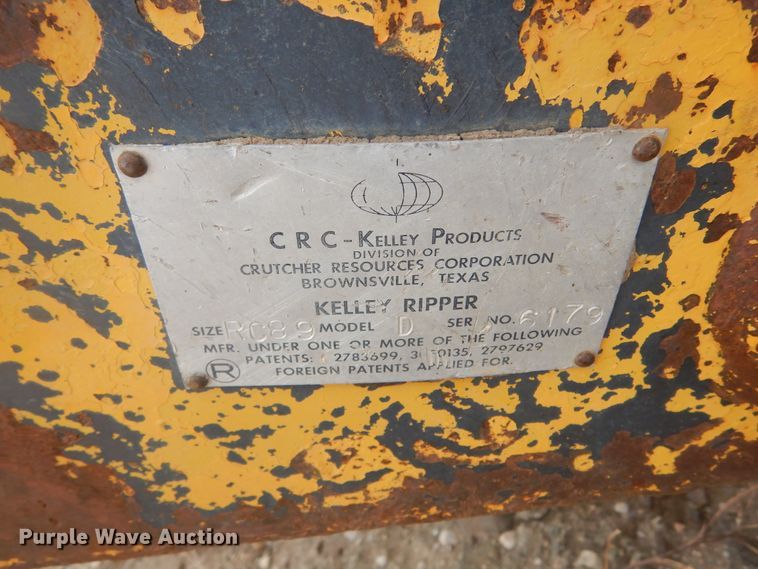 CRC-KELLEY PRODUCTS
DIVISION OF
CRUTCHER RESOURCES CORPORATION
BROWNSVILLE, TEXAS
KELLEY RIPPER
SIZE MODEL D SER. NO. 6179
MFR. UNDER ONE OR MORE OF THE FOLLOWING
PATENTS: 2783699, 2797629
® FOREIGN PATENTS APPLIED FOR.
Purple Wave Auction